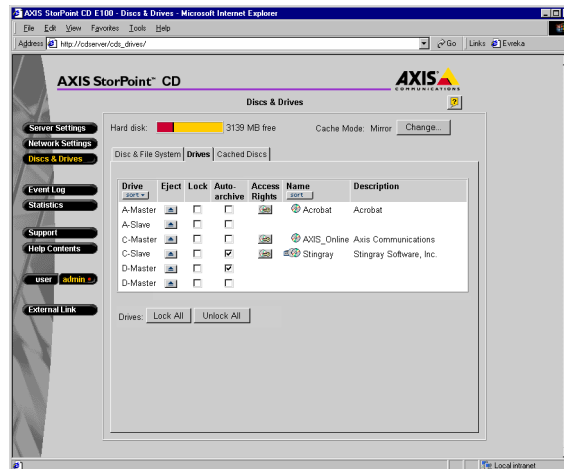 AXIS StorPoint CD E100 - Discs & Drives - Microsoft Internet Explorer
File Edit View Favorites Tools Help
Address http://cdserver/cds_drives/ Go Links Evreka
AXIS StorPoint™ CD
AXIS
COMMUNICATIONS
Discs & Drives
?
Server Settings
Network Settings
Discs & Drives
Event Log
Statistics
Support
Help Contents
user admin
External Link
Hard disk: 3139 MB free Cache Mode: Mirror Change...
Disc & File System Drives Cached Discs
Drive Eject Lock Auto-archive Access Rights Name Description
sort sort
A-Master Acrobat Acrobat
A-Slave
C-Master AXIS_Online Axis Communications
C-Slave Stingray Stingray Software, Inc.
D-Master
D-Master
Drives: Lock All Unlock All
Local intranet